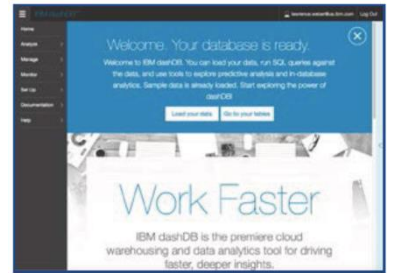 IBM dashDB
Log Out
Home
Analyze
Manage
Monitor
Set Up
Documentation
Help
Welcome. Your database is ready.
Welcome to IBM dashDB. You can load your data, run SQL queries against
the data, and use tools to explore predictive analysis and in-database
analytics. Sample data is already loaded. Start exploring the power of
dashDB
Load your data Go to your tables
Work Faster
IBM dashDB is the premiere cloud
warehousing and data analytics tool for driving
faster, deeper insights.